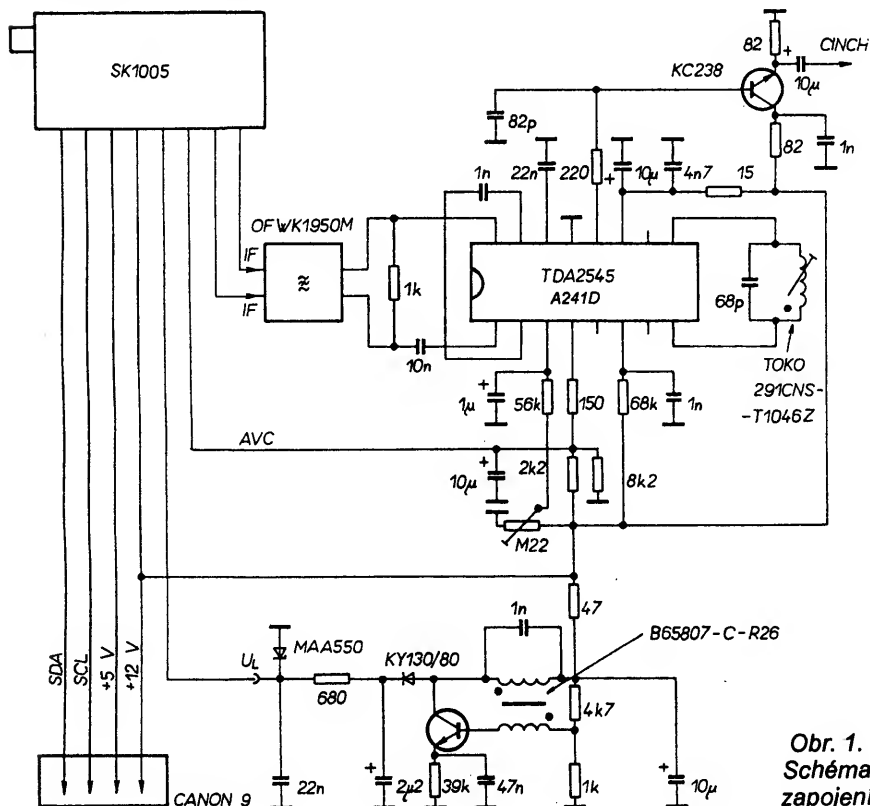 SK1005
82
+
CINCH
KC238
10μ
82p
82
1n
22n
220
+
10μ
4n7
15
1n
OFWK1950M
IF
IF
≈
1k
TDA2545
A241D
68p
10n
TOKO
291CNS-
-T1046Z
+
1μ
56k
150
68k
1n
AVC
+
10μ
2k2
8k2
M22
47
1n
B65807-C-R26
MAA550
KY130/80
UL
680
4k7
SDA
SCL
+5 V
+12 V
22n
+
2μ2
39k
47n
1k
+
10μ
CANON 9
Obr. 1.
Schéma
zapojení